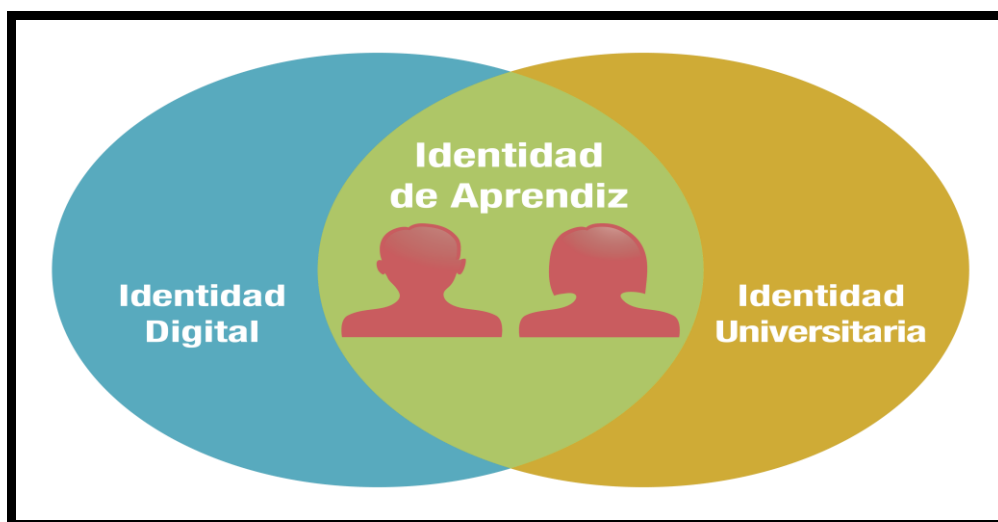 Identidad
de Aprendiz
Identidad
Digital
Identidad
Universitaria